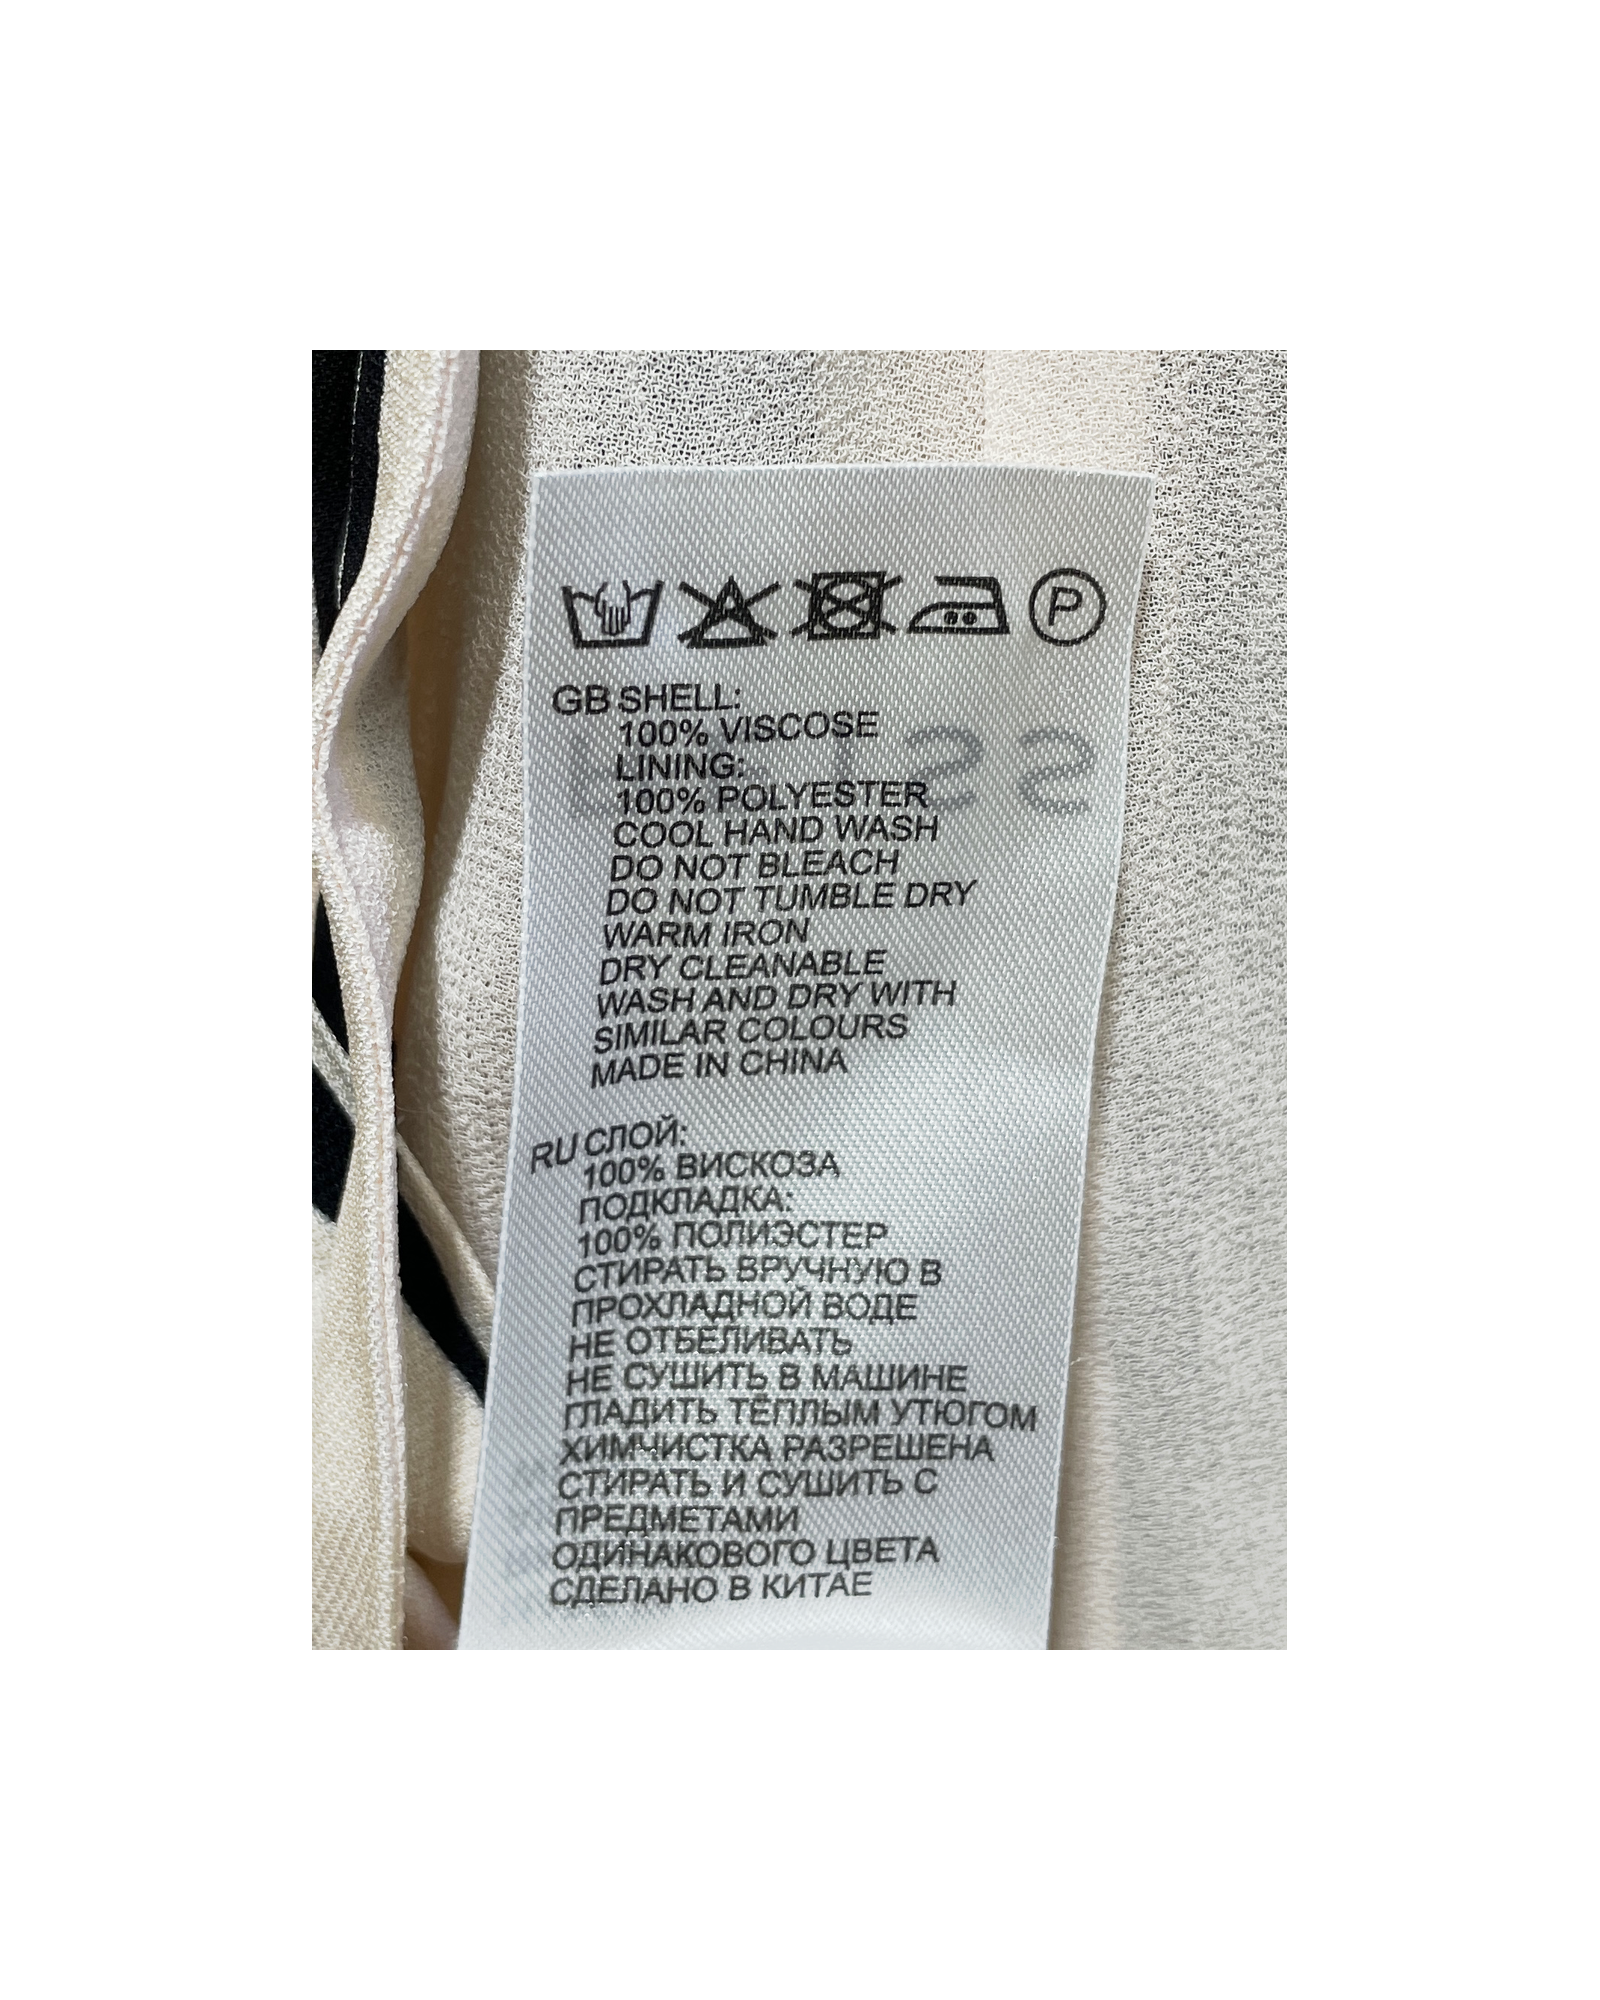 P
GB SHELL:
100% VISCOSE
LINING:
100% POLYESTER
COOL HAND WASH
DO NOT BLEACH
DO NOT TUMBLE DRY
WARM IRON
DRY CLEANABLE
WASH AND DRY WITH
SIMILAR COLOURS
MADE IN CHINA
RU СЛОЙ:
100% ВИСКОЗА
ПОДКЛАДКА:
100% ПОЛИЭСТЕР
СТИРАТЬ ВРУЧНУЮ В
ПРОХЛАДНОЙ ВОДЕ
НЕ ОТБЕЛИВАТЬ
НЕ СУШИТЬ В МАШИНЕ
ГЛАДИТЬ ТЁПЛЫМ УТЮГОМ
ХИМЧИСТКА РАЗРЕШЕНА
СТИРАТЬ И СУШИТЬ С
ПРЕДМЕТАМИ
ОДИНАКОВОГО ЦВЕТА
СДЕЛАНО В КИТАЕ